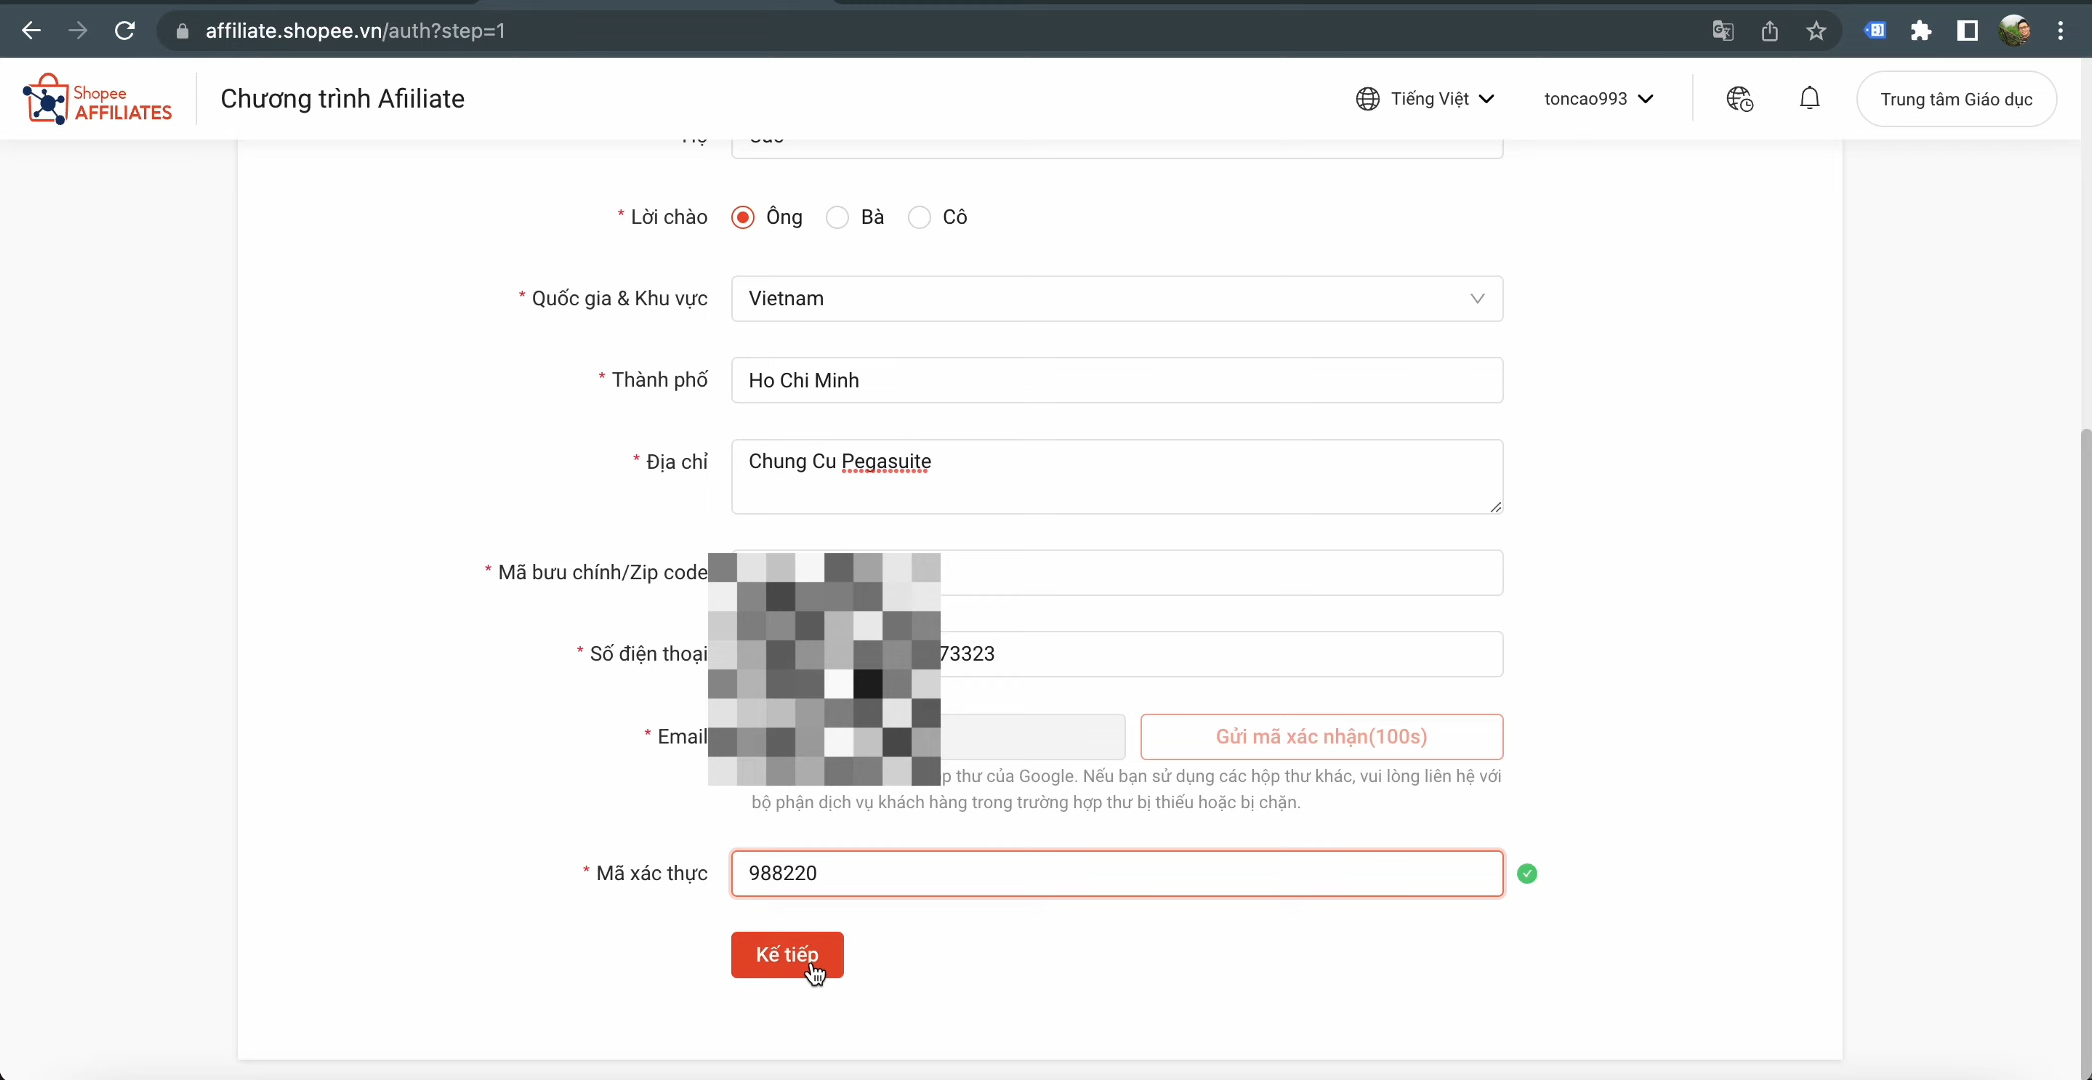 affiliate.shopee.vn/auth?step=1
Shopee
AFFILIATES
Chương trình Afiiliate
Tiếng Việt
toncao993
Trung tâm Giáo dục
* Lời chào
Ông
Bà
Cô
* Quốc gia & Khu vực
Vietnam
* Thành phố
Ho Chi Minh
* Địa chỉ
Chung Cu Pegasuite
* Mã bưu chính/Zip code
* Số điện thoại
73323
* Email
Gửi mã xác nhận(100s)
thư của Google. Nếu bạn sử dụng các hộp thư khác, vui lòng liên hệ với
bộ phận dịch vụ khách hàng trong trường hợp thư bị thiếu hoặc bị chặn.
* Mã xác thực
988220
Kế tiếp